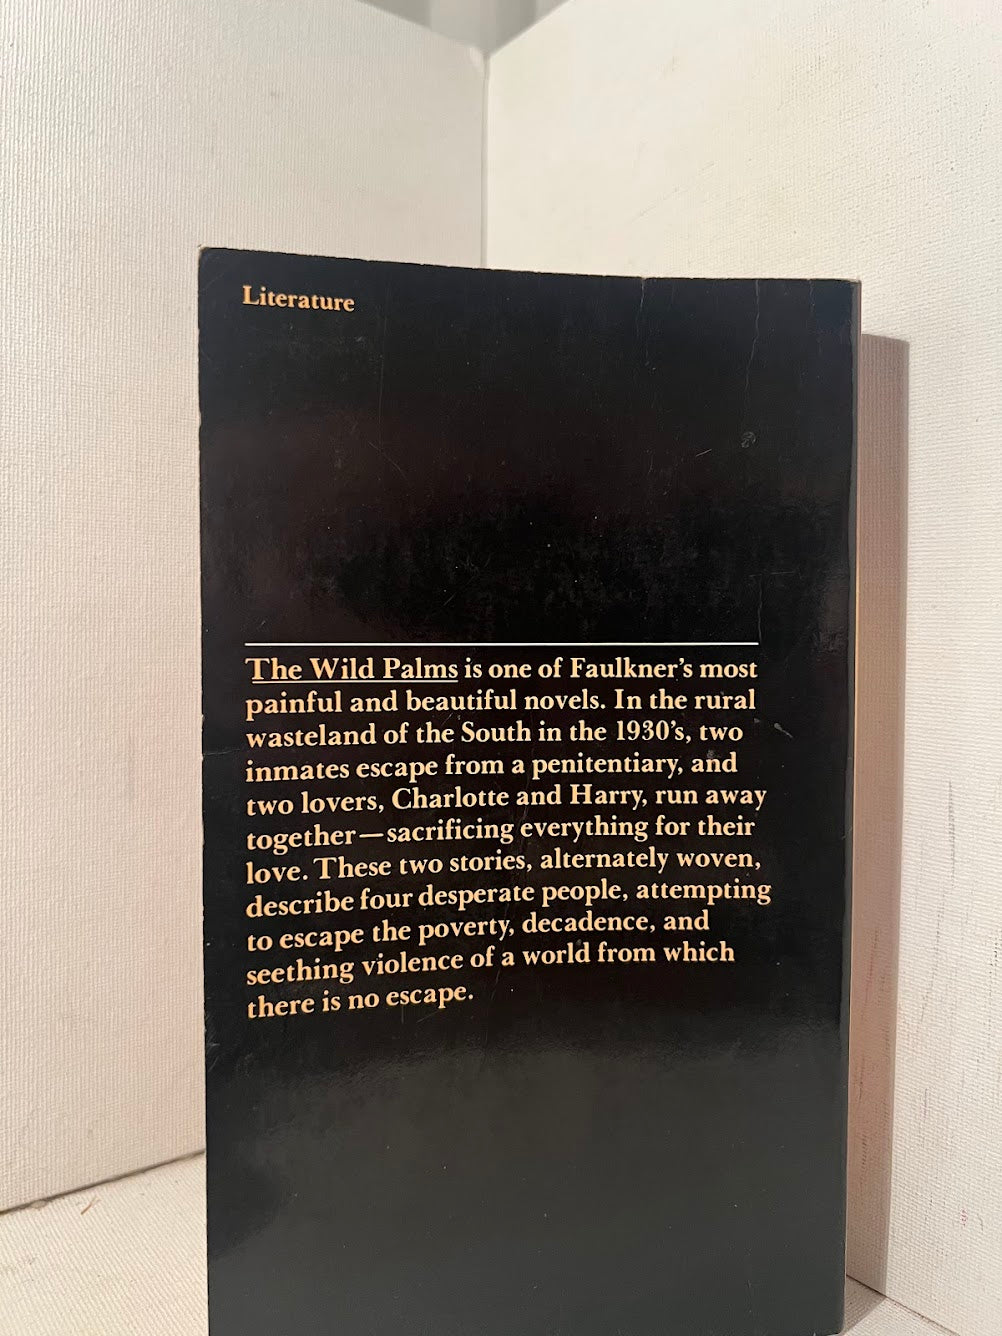 Literature
The Wild Palms is one of Faulkner's most
painful and beautiful novels. In the rural
wasteland of the South in the 1930's, two
inmates escape from a penitentiary, and
two lovers, Charlotte and Harry, run away
together—sacrificing everything for their
love. These two stories, alternately woven,
describe four desperate people, attempting
to escape the poverty, decadence, and
seething violence of a world from which
there is no escape.